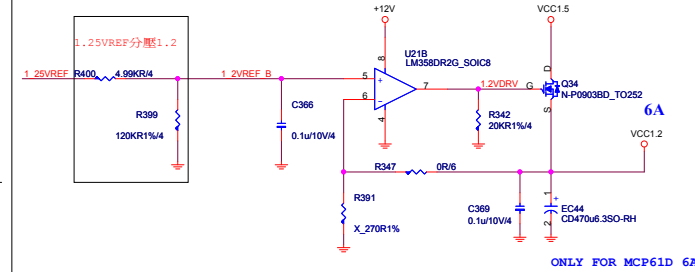 +12V
VCC1.5
1.25VREF分壓1.2
U21B
LM358DR2G_SOIC8
8
D
1_25VREF
R400
4.99KR/4
1_2VREF_B
5
+
7
1.2VDRV
G
Q34
N-P0903BD_TO252
6
-
S
6A
C366
4
R342
20KR1%/4
R399
120KR1%/4
0.1u/10V/4
VCC1.2
R347
0R/6
R391
X_270R1%
C369
0.1u/10V/4
1
+
EC44
CD470u6.3SO-RH
2
ONLY FOR MCP61D 6A